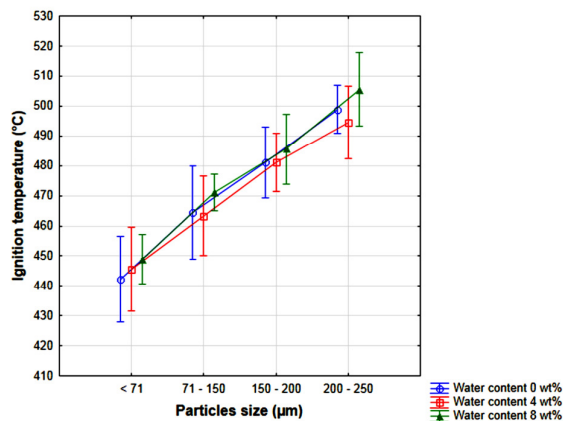 530
520
510
500
490
480
470
460
450
440
430
420
410
Ignition temperature (°C)
< 71
71 - 150
150 - 200
200 - 250
Particles size (µm)
Water content 0 wt%
Water content 4 wt%
Water content 8 wt%